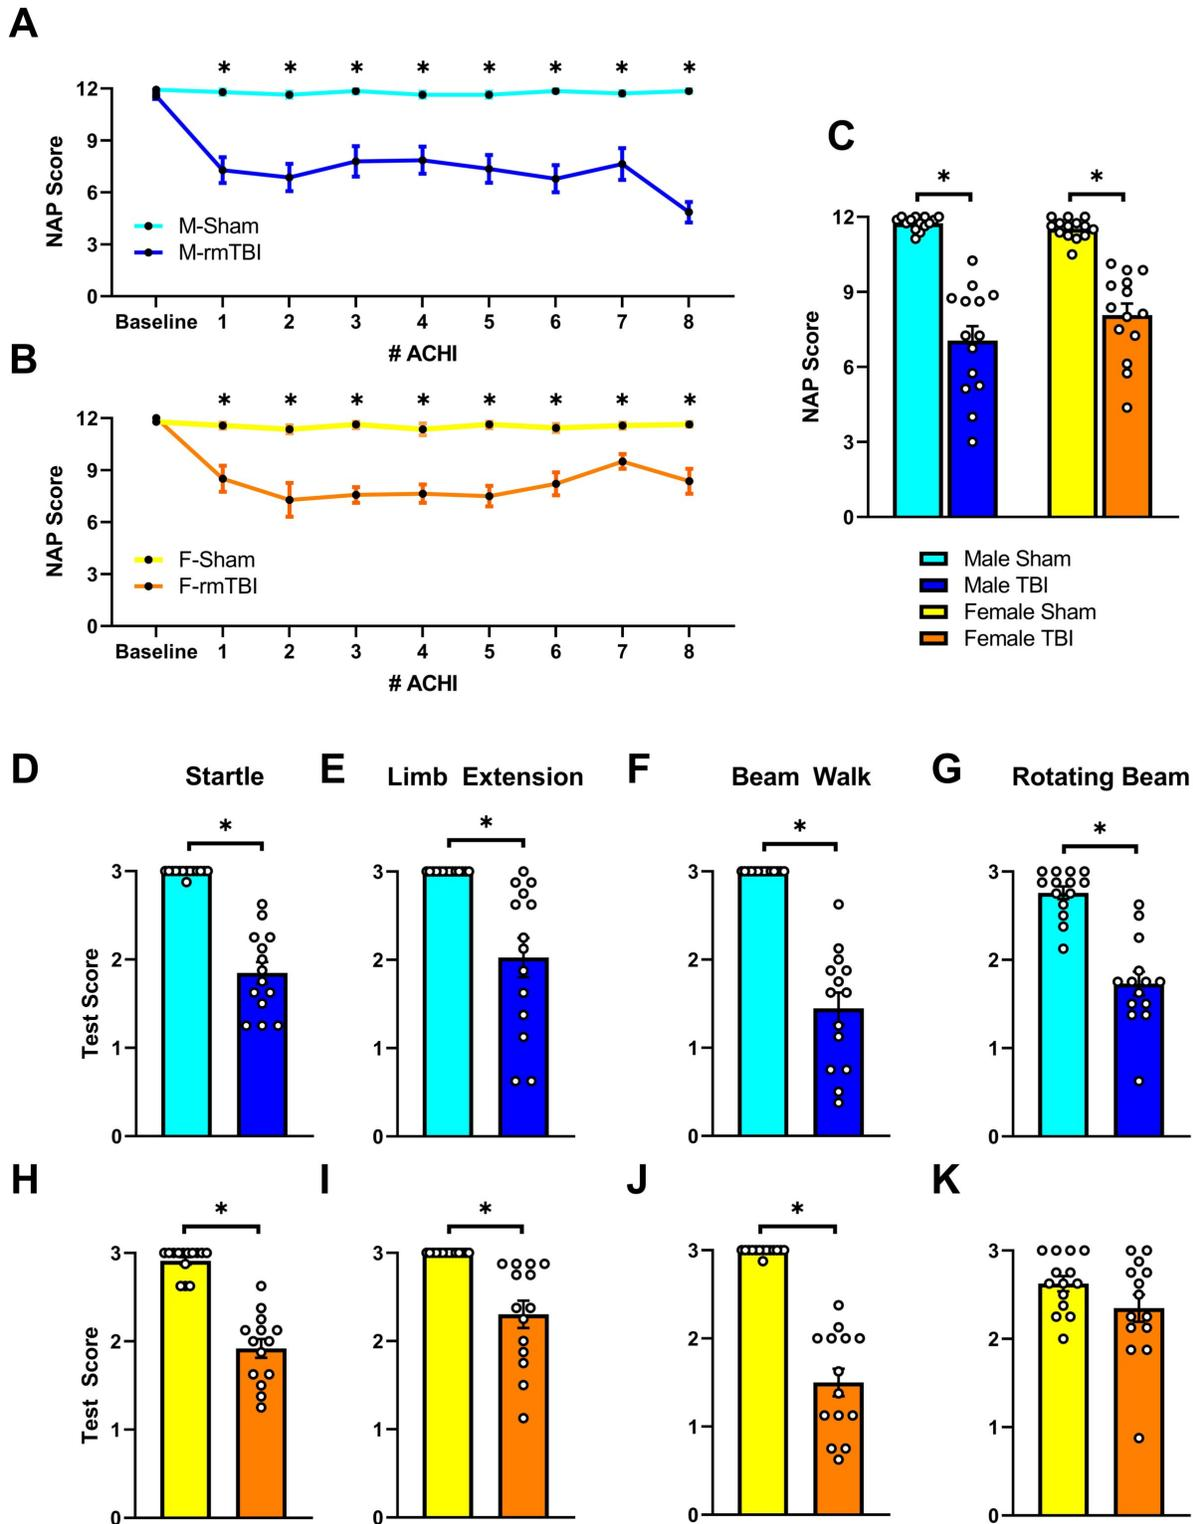 A
* * * * * * * *
12
9
6
3
0
NAP Score
M-Sham
M-rmTBI
Baseline 1 2 3 4 5 6 7 8
# ACHI
B
* * * * * * * *
12
9
6
3
0
NAP Score
F-Sham
F-rmTBI
Baseline 1 2 3 4 5 6 7 8
# ACHI
C
* *
12
9
6
3
0
NAP Score
Male Sham
Male TBI
Female Sham
Female TBI
D
Startle
*
3
2
1
0
Test Score
E
Limb Extension
*
3
2
1
0
F
Beam Walk
*
3
2
1
0
G
Rotating Beam
*
3
2
1
0
H
*
3
2
1
0
Test Score
I
*
3
2
1
0
J
*
3
2
1
0
K
3
2
1
0